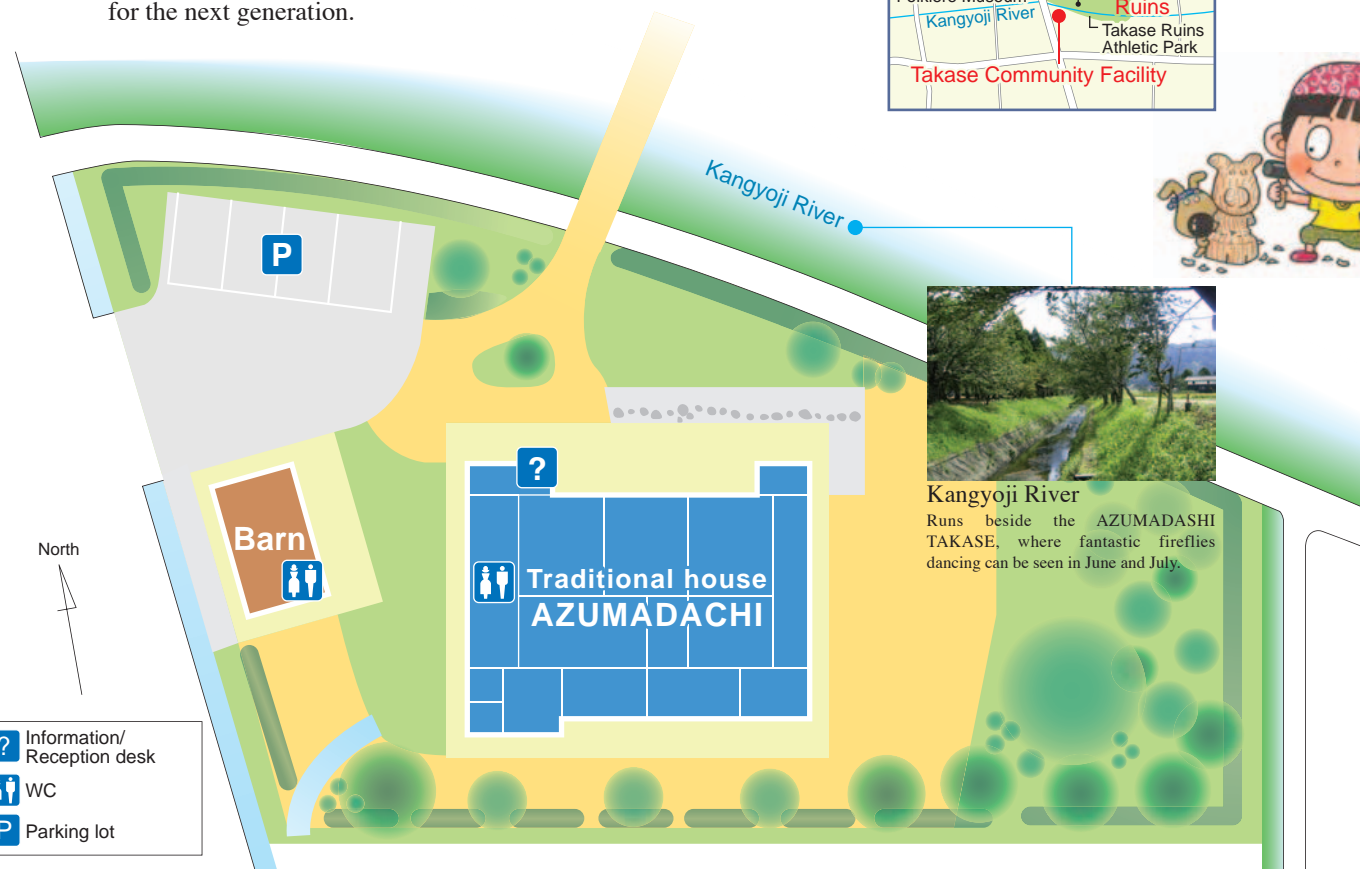 for the next generation.
Folklore Museum
Kangyoji River
Ruins
Takase Ruins
Athletic Park
Takase Community Facility
Kangyoji River
P
?
Barn
Traditional house
AZUMADACHI
Kangyoji River
Runs beside the AZUMADASHI
TAKASE, where fantastic fireflies
dancing can be seen in June and July.
North
? Information/
Reception desk
WC
P Parking lot